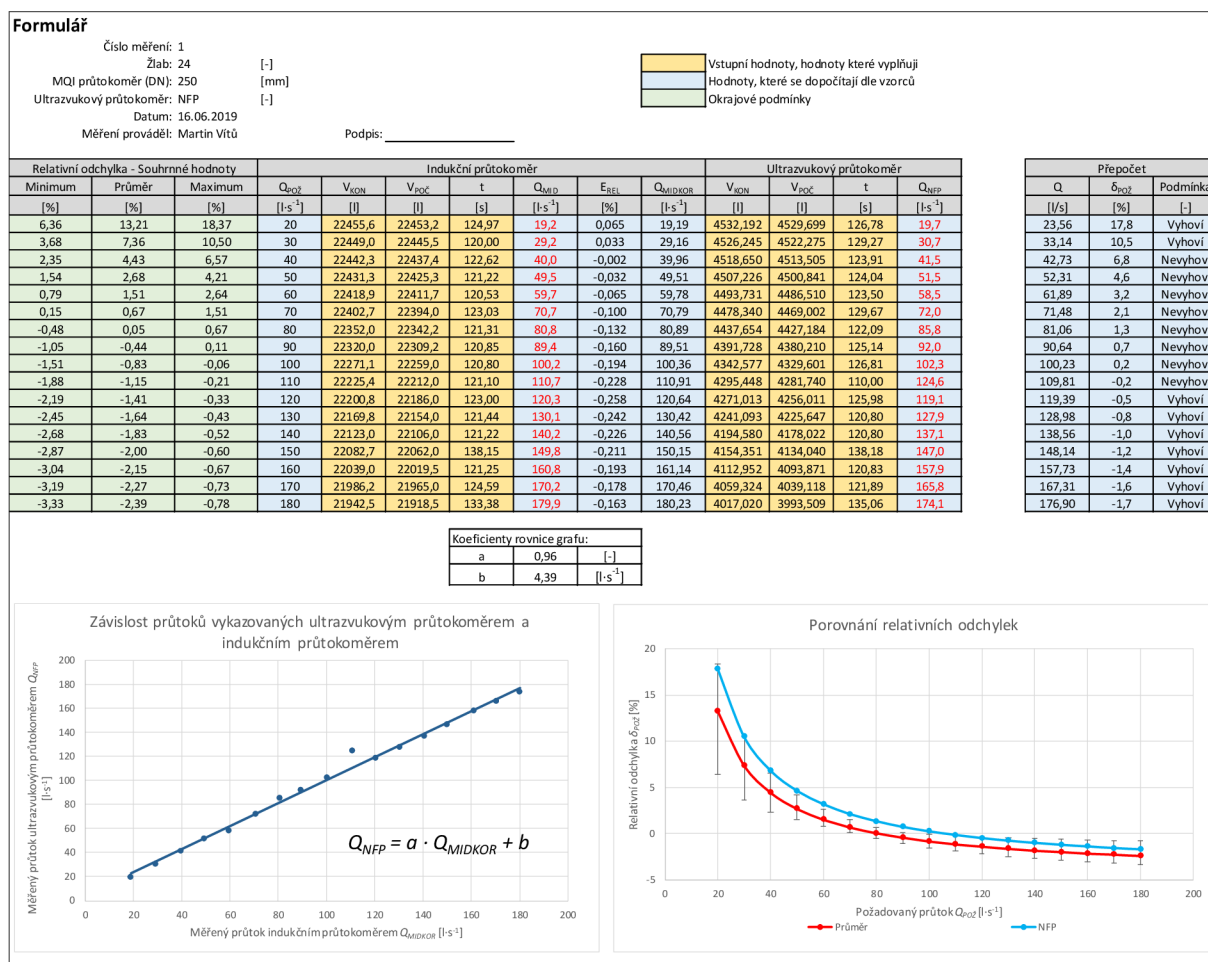 Formulář
Číslo měření: 1
Žlab: 24 [-]
MQI průtokoměr (DN): 250 [mm]
Ultrazvukový průtokoměr: NFP [-]
Datum: 16.06.2019
Měření prováděl: Martin Vítů Podpis:
Vstupní hodnoty, hodnoty které vyplňuji
Hodnoty, které se dopočítají dle vzorců
Okrajové podmínky
Relativní odchylka - Souhrnné hodnoty Indukční průtokoměr Ultrazvukový průtokoměr Přepočet
Minimum Průměr Maximum Q_POŽ V_KON V_POČ t Q_MID E_REL Q_MIDKOR V_KON V_POČ t Q_NFP Q δ_POŽ Podmínka
[%] [%] [%] [l·s⁻¹] [l] [l] [s] [l·s⁻¹] [%] [l·s⁻¹] [l] [l] [s] [l·s⁻¹] [l/s] [%] [-]
6,36 13,21 18,37 20 22455,6 22453,2 124,97 19,2 0,065 19,19 4532,192 4529,699 126,78 19,7 23,56 17,8 Vyhoví
3,68 7,36 10,50 30 22449,0 22445,5 120,00 29,2 0,033 29,16 4526,245 4522,275 129,27 30,7 33,14 10,5 Vyhoví
2,35 4,43 6,57 40 22442,3 22437,4 122,62 40,0 -0,002 39,96 4518,650 4513,505 123,91 41,5 42,73 6,8 Nevyhoví
1,54 2,68 4,21 50 22431,3 22425,3 121,22 49,5 -0,032 49,51 4507,226 4500,841 124,04 51,5 52,31 4,6 Nevyhoví
0,79 1,51 2,64 60 22418,9 22411,7 120,53 59,7 -0,065 59,78 4493,731 4486,510 123,50 58,5 61,89 3,2 Nevyhoví
0,15 0,67 1,51 70 22402,7 22394,0 123,03 70,7 -0,100 70,79 4478,340 4469,002 129,67 72,0 71,48 2,1 Nevyhoví
-0,48 0,05 0,67 80 22352,0 22342,2 121,31 80,8 -0,132 80,89 4437,654 4427,184 122,09 85,8 81,06 1,3 Nevyhoví
-1,05 -0,44 0,11 90 22320,0 22309,2 120,85 89,4 -0,160 89,51 4391,728 4380,210 125,14 92,0 90,64 0,7 Nevyhoví
-1,51 -0,83 -0,06 100 22271,1 22259,0 120,80 100,2 -0,194 100,36 4342,577 4329,601 126,81 102,3 100,23 0,2 Nevyhoví
-1,88 -1,15 -0,21 110 22225,4 22212,0 121,10 110,7 -0,228 110,91 4295,448 4281,740 110,00 124,6 109,81 -0,2 Nevyhoví
-2,19 -1,41 -0,33 120 22200,8 22186,0 123,00 120,3 -0,258 120,64 4271,013 4256,011 125,98 119,1 119,39 -0,5 Vyhoví
-2,45 -1,64 -0,43 130 22169,8 22154,0 121,44 130,1 -0,242 130,42 4241,093 4225,647 120,80 127,9 128,98 -0,8 Vyhoví
-2,68 -1,83 -0,52 140 22123,0 22106,0 121,22 140,2 -0,226 140,56 4194,580 4178,022 120,80 137,1 138,56 -1,0 Vyhoví
-2,87 -2,00 -0,60 150 22082,7 22062,0 138,15 149,8 -0,211 150,15 4154,351 4134,040 138,18 147,0 148,14 -1,2 Vyhoví
-3,04 -2,15 -0,67 160 22039,0 22019,5 121,25 160,8 -0,193 161,14 4112,952 4093,871 120,83 157,9 157,73 -1,4 Vyhoví
-3,19 -2,27 -0,73 170 21986,2 21965,0 124,59 170,2 -0,178 170,46 4059,324 4039,118 121,89 165,8 167,31 -1,6 Vyhoví
-3,33 -2,39 -0,78 180 21942,5 21918,5 133,38 179,9 -0,163 180,23 4017,020 3993,509 135,06 174,1 176,90 -1,7 Vyhoví
Koeficienty rovnice grafu:
a 0,96 [-]
b 4,39 [l·s⁻¹]
Závislost průtoků vykazovaných ultrazvukovým průtokoměrem a
indukčním průtokoměrem
Měřený průtok ultrazvukovým průtokoměrem Q_NFP
[l·s⁻¹]
200
180
160
140
120
100
80
60
40
20
0
Q_NFP = a · Q_MIDKOR + b
0 20 40 60 80 100 120 140 160 180 200
Měřený průtok indukčním průtokoměrem Q_MIDKOR [l·s⁻¹]
Porovnání relativních odchylek
Relativní odchylka δ_POŽ [%]
20
15
10
5
0
-5
0 20 40 60 80 100 120 140 160 180 200
Požadovaný průtok Q_POŽ [l·s⁻¹]
Průměr NFP